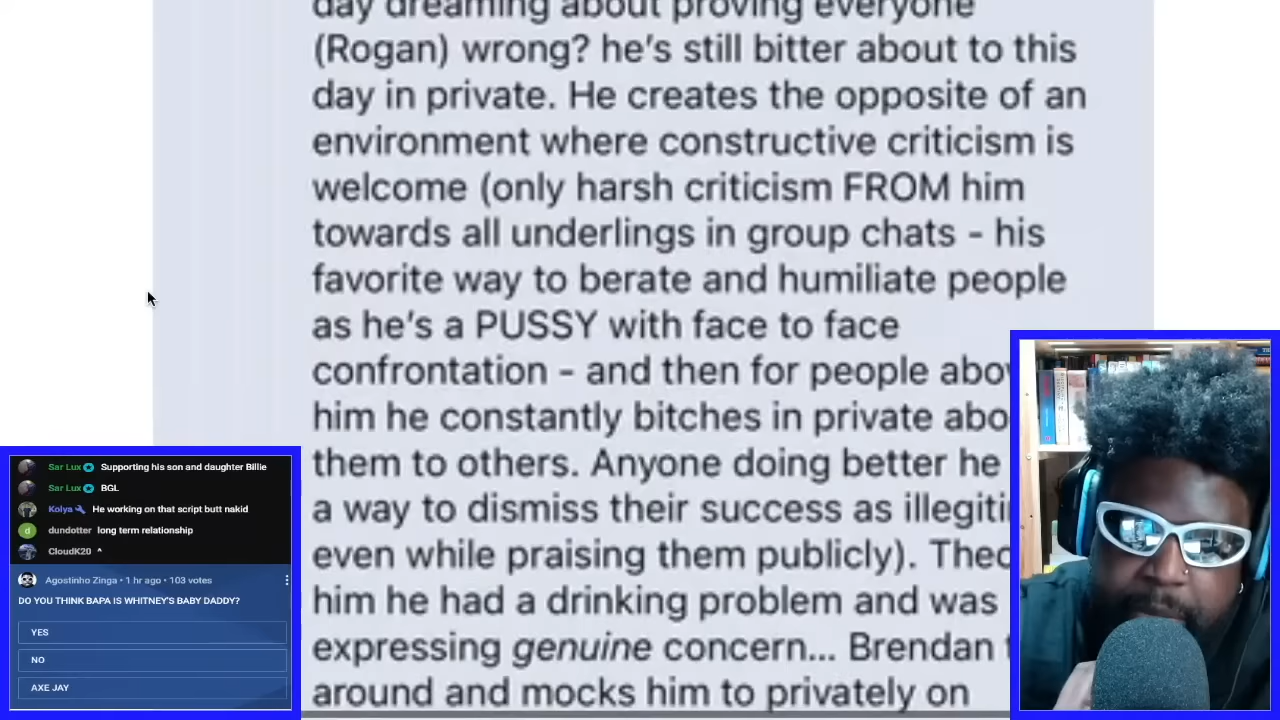 day dreaming about proving everyone
(Rogan) wrong? he's still bitter about to this
day in private. He creates the opposite of an
environment where constructive criticism is
welcome (only harsh criticism FROM him
towards all underlings in group chats - his
favorite way to berate and humiliate people
as he's a PUSSY with face to face
confrontation - and then for people
him he constantly bitches in private
them to others. Anyone doing better he
a way to dismiss their success as
even while praising them publicly).
him he had a drinking problem and was
expressing genuine concern... Brendan
around and mocks him to privately on
Sar Lux Supporting his son and daughter Billie
Sar Lux BGL
Kolya He working on that script butt nakid
dundotter long term relationship
CloudK20 ^
Agostinho Zinga • 1 hr ago • 103 votes
DO YOU THINK BAPA IS WHITNEY'S BABY DADDY?
YES
NO
AXE JAY